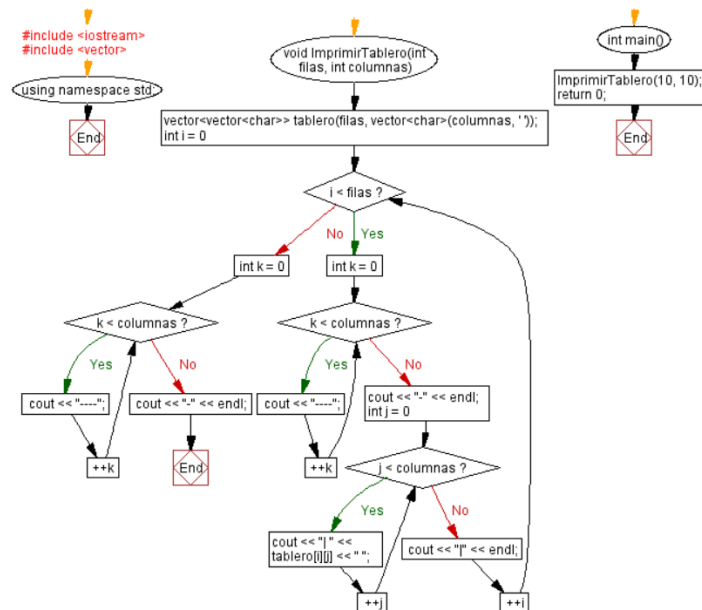 #include <iostream>
#include <vector>
using namespace std
End
void ImprimirTablero(int
filas, int columnas)
vector<vector<char>> tablero(filas, vector<char>(columnas, ' '));
int i = 0
i < filas ?
No
Yes
int k = 0
int k = 0
k < columnas ?
k < columnas ?
Yes
No
Yes
No
cout << "----";
cout << "-" << endl;
cout << "----";
cout << "-" << endl;
int j = 0
++k
End
++k
j < columnas ?
Yes
No
cout << "| " <<
tablero[i][j] << " ";
cout << "|" << endl;
++j
++i
int main()
ImprimirTablero(10, 10);
return 0;
End